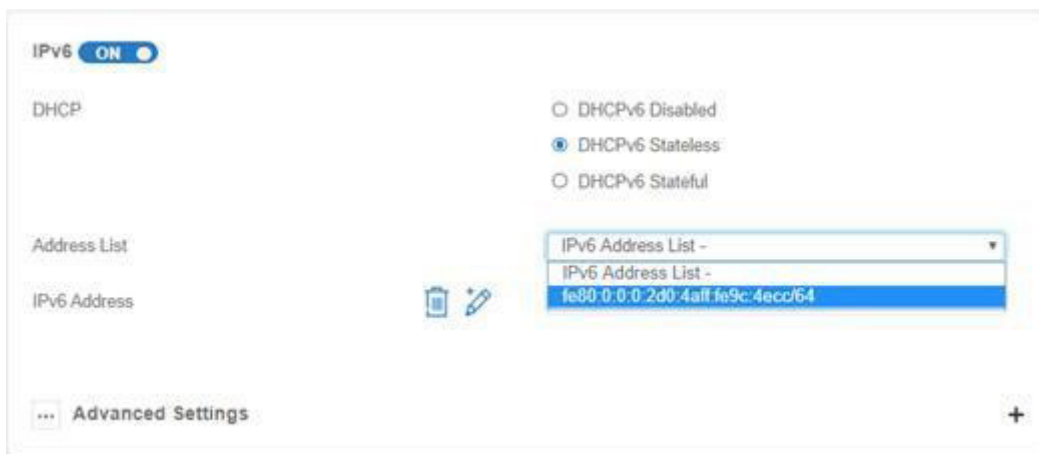 IPv6 ON
DHCP
DHCPv6 Disabled
DHCPv6 Stateless
DHCPv6 Stateful
Address List
IPv6 Address List -
IPv6 Address List -
fe80:0:0:0:2d0:4aff:fe9c:4ecc/64
IPv6 Address
... Advanced Settings +